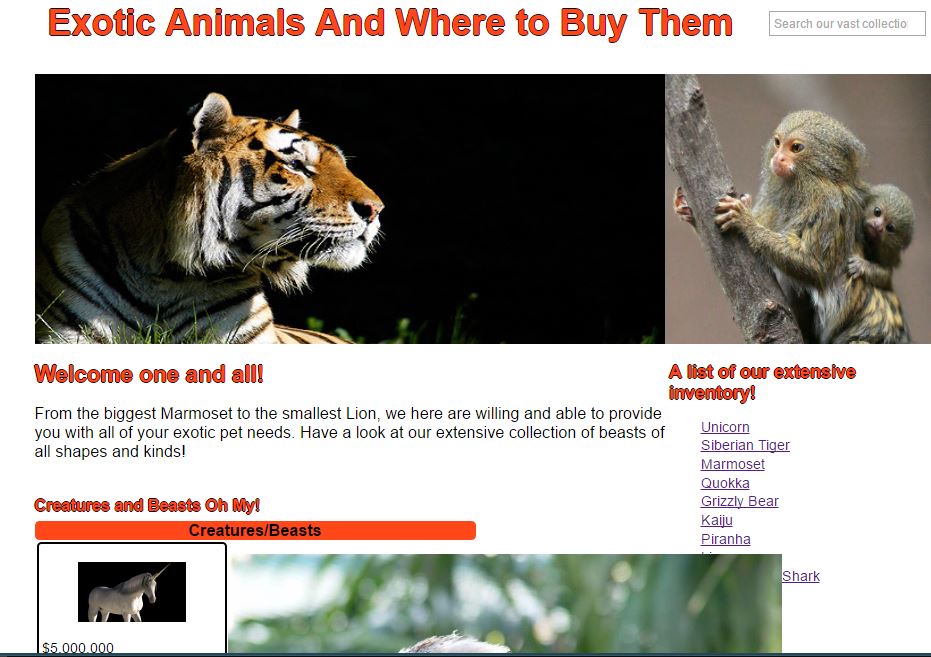 Exotic Animals And Where to Buy Them
Search our vast collectio
Welcome one and all!
From the biggest Marmoset to the smallest Lion, we here are willing and able to provide
you with all of your exotic pet needs. Have a look at our extensive collection of beasts of
all shapes and kinds!
A list of our extensive
inventory!
Unicorn
Siberian Tiger
Marmoset
Quokka
Grizzly Bear
Kaiju
Piranha
Shark
Creatures and Beasts Oh My!
Creatures/Beasts
$5,000,000